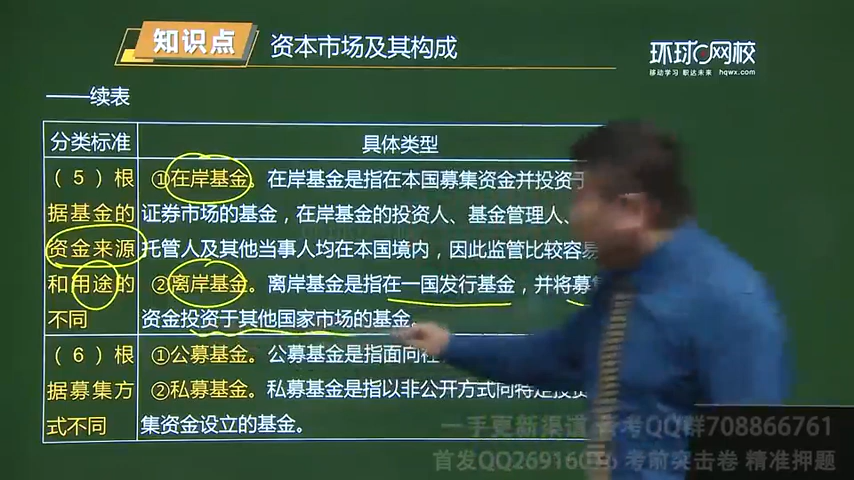 知识点 资本市场及其构成
环球网校
移动学习 职达未来 hqwx.com
——续表
分类标准 具体类型
(5)根据基金的资金来源和用途的不同
①在岸基金。在岸基金是指在本国募集资金并投资于
证券市场的基金，在岸基金的投资人、基金管理人、
托管人及其他当事人均在本国境内，因此监管比较容易
②离岸基金。离岸基金是指在一国发行基金，并将募
资金投资于其他国家市场的基金。
(6)根据募集方式不同
①公募基金。公募基金是指面向社
②私募基金。私募基金是指以非公开方式向特定投资
集资金设立的基金。
一手更新渠道 考QQ群708866761
首发QQ26916 考前突击卷 精准押题